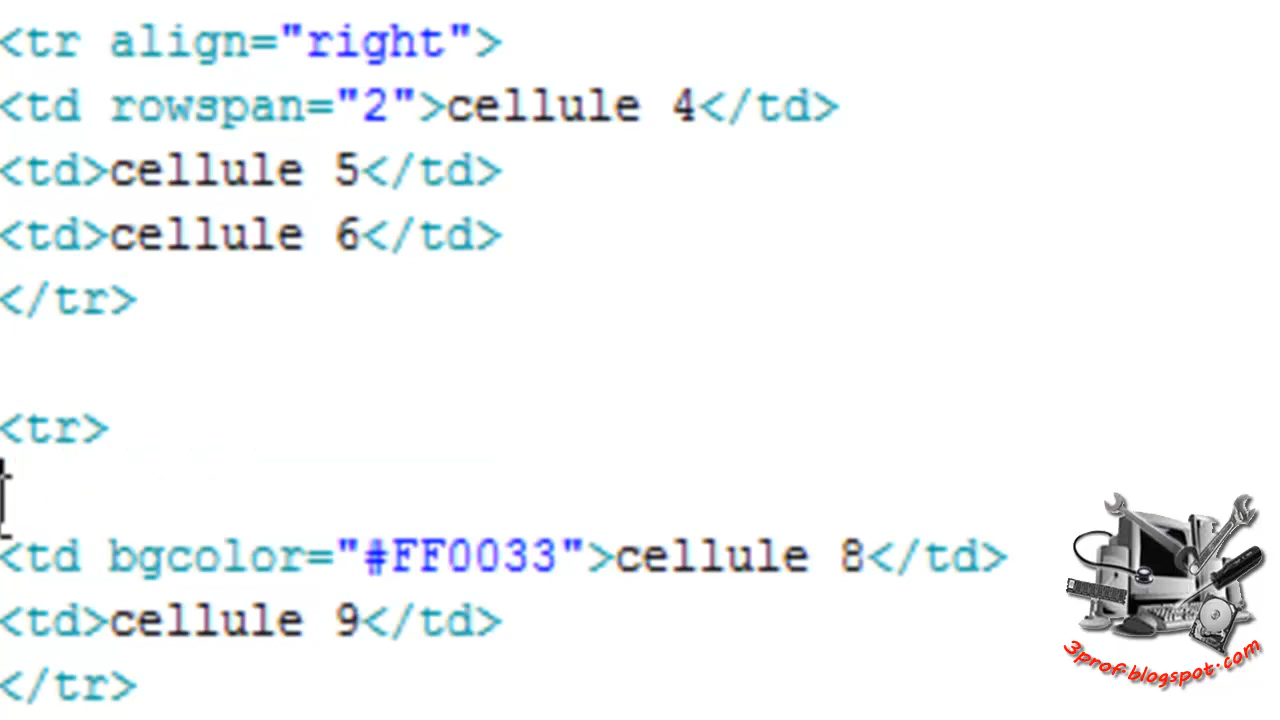 <tr align="right">
<td rowspan="2">cellule 4</td>
<td>cellule 5</td>
<td>cellule 6</td>
</tr>
<tr>
<td bgcolor="#FF0033">cellule 8</td>
<td>cellule 9</td>
</tr>
3prof.blogspot.com